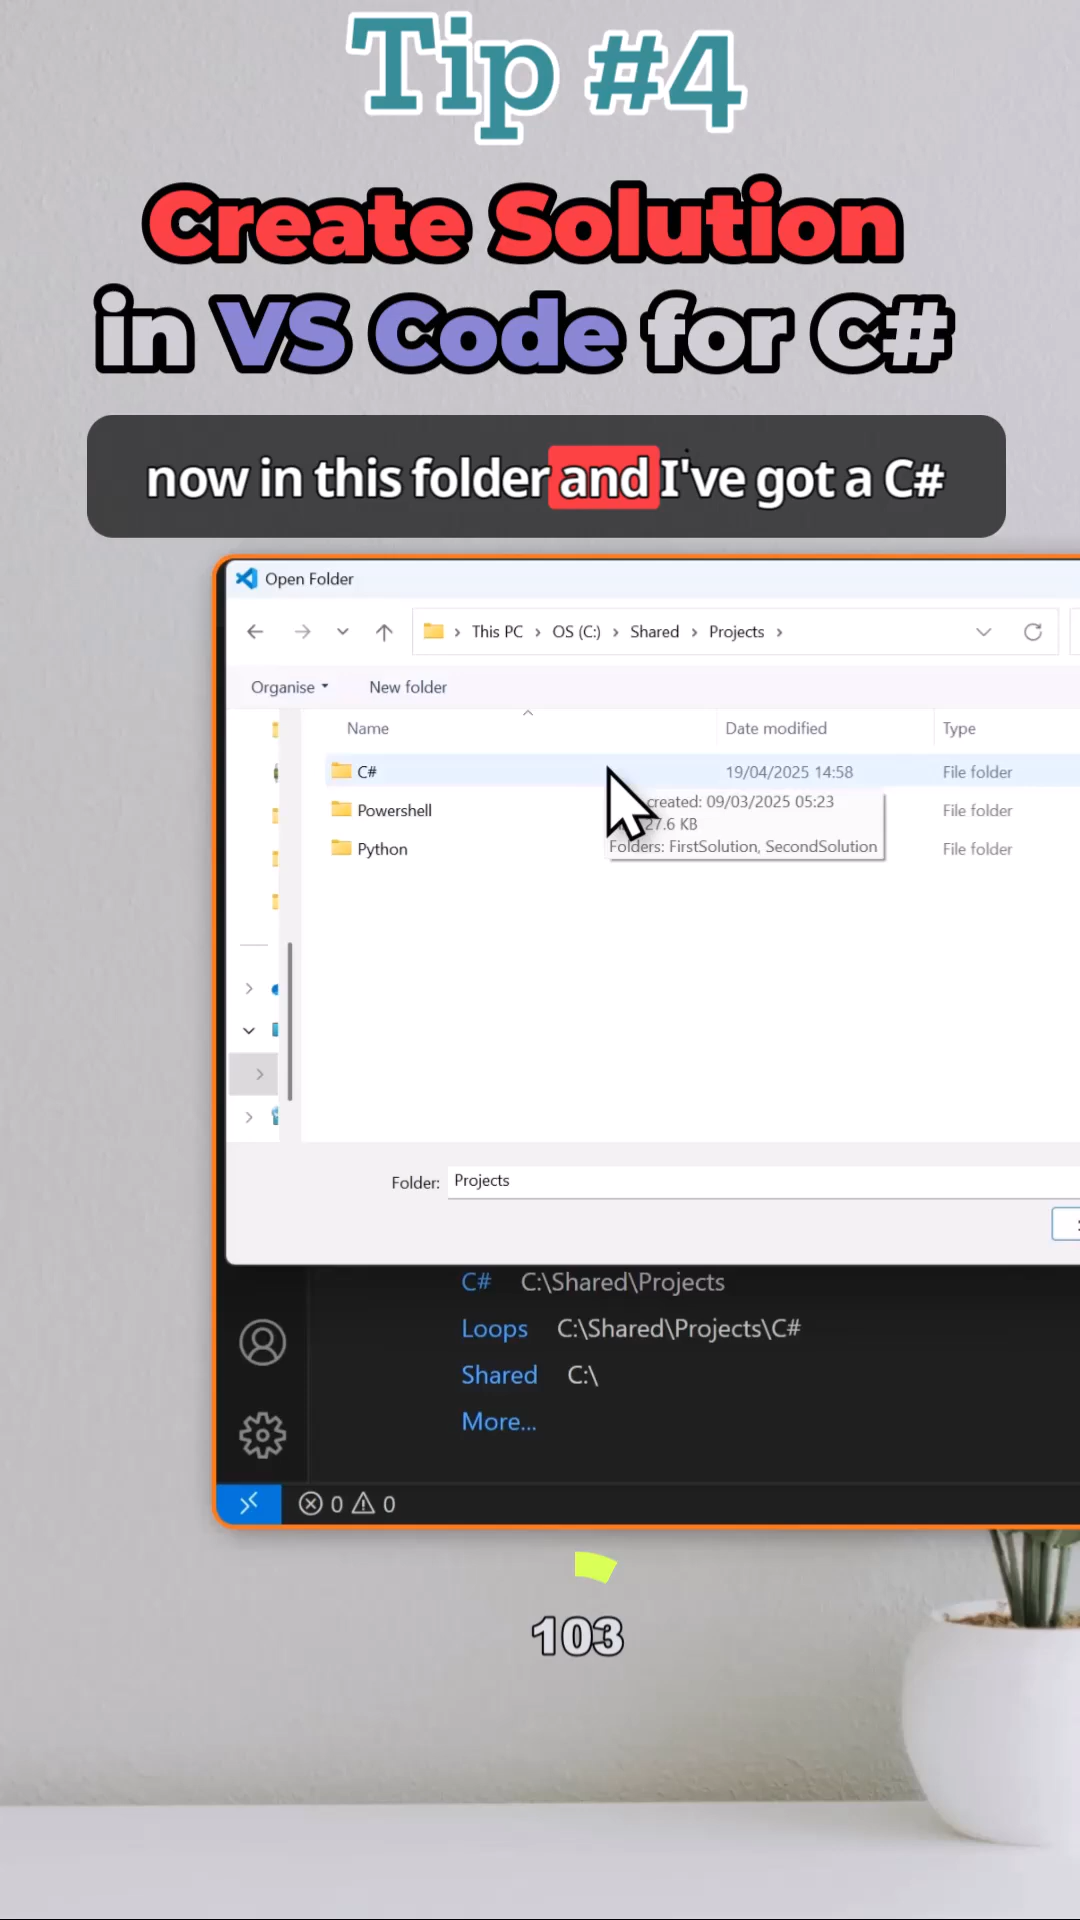 Tip #4
Create Solution
in VS Code for C#
now in this folder and I've got a C#
Open Folder
This PC > OS (C:) > Shared > Projects >
Organise New folder
Name Date modified Type
C# 19/04/2025 14:58 File folder
created: 09/03/2025 05:23
Powershell File folder
27.6 KB
Folders: FirstSolution, SecondSolution
Python File folder
Folder: Projects
C# C:\Shared\Projects
Loops C:\Shared\Projects\C#
Shared C:\
More...
0 0
103